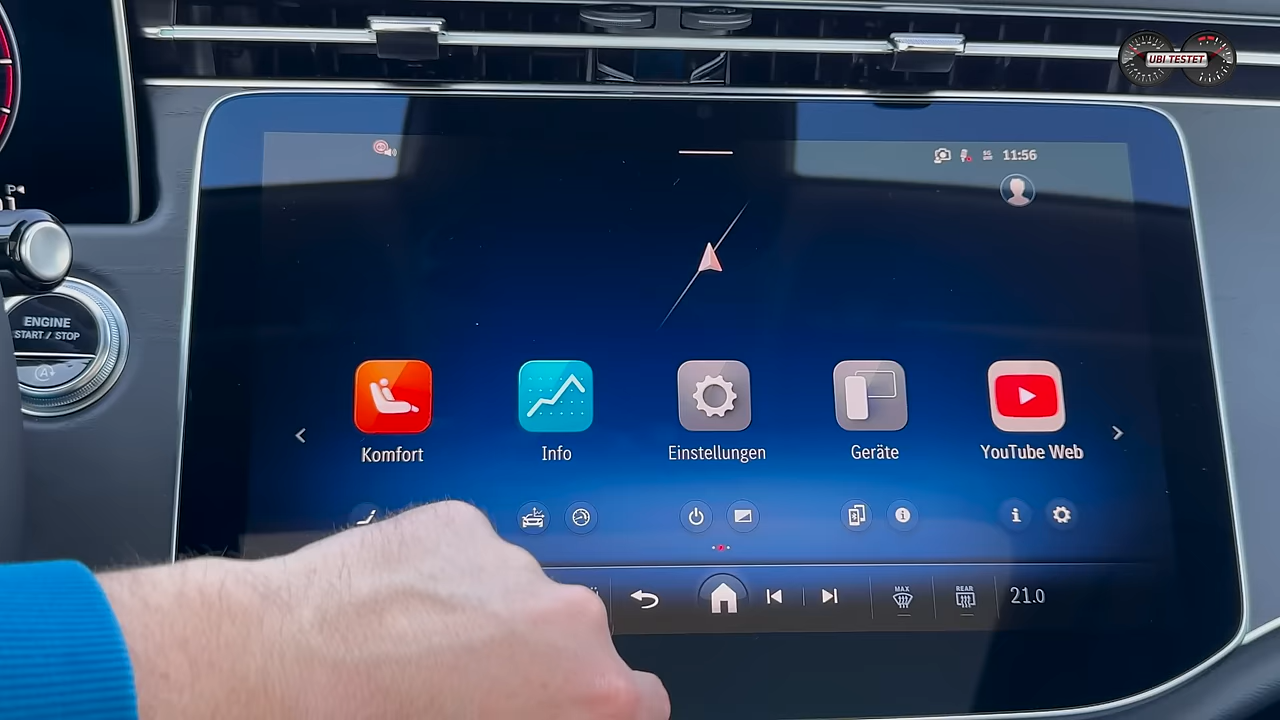 UBI TESTET
11:56
P
ENGINE
START / STOP
A
Komfort
Info
Einstellungen
Geräte
YouTube Web
MAX
REAR
21.0